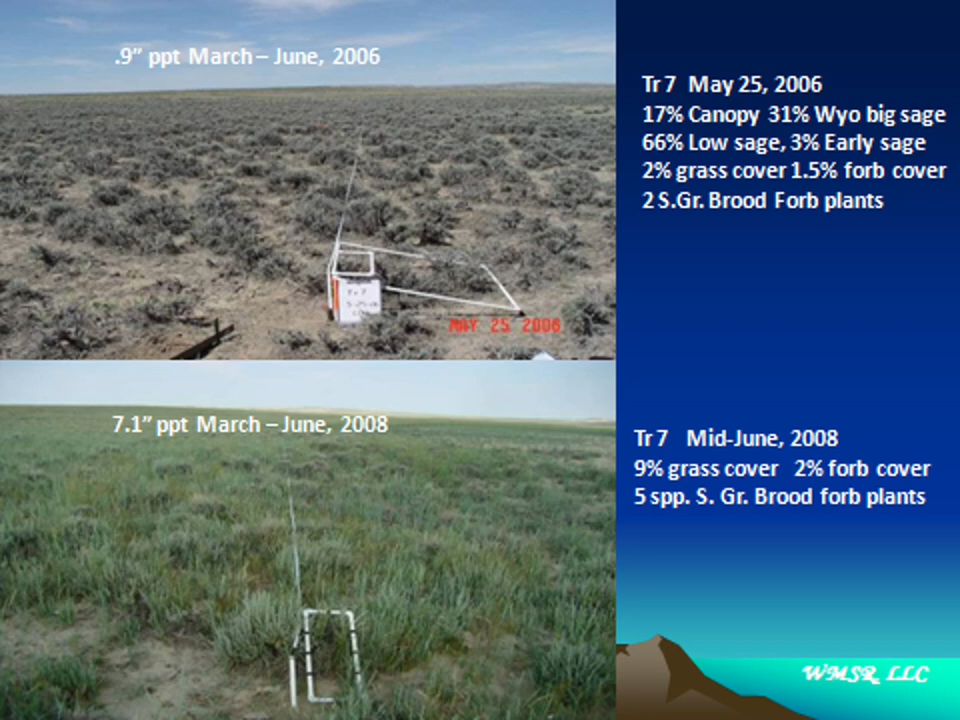 .9” ppt March – June, 2006
Tr 7 May 25, 2006
17% Canopy 31% Wyo big sage
66% Low sage, 3% Early sage
2% grass cover 1.5% forb cover
2 S.Gr. Brood Forb plants
Tr 7
MAY 25 2006
7.1” ppt March – June, 2008
Tr 7 Mid-June, 2008
9% grass cover 2% forb cover
5 spp. S. Gr. Brood forb plants
WMSR, LLC